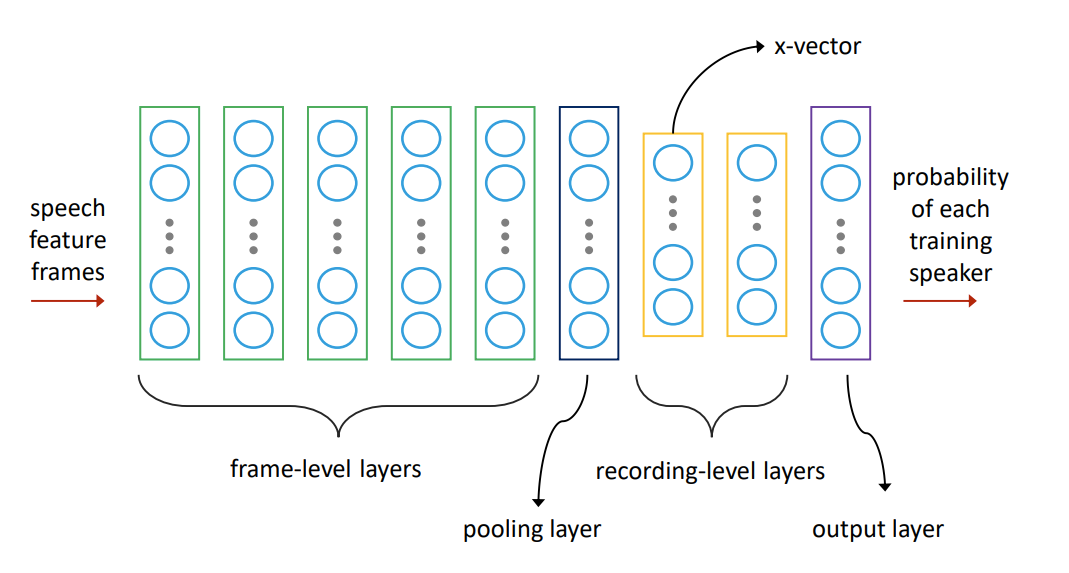 x-vector
speech
feature
frames
probability
of each
training
speaker
frame-level layers
recording-level layers
pooling layer
output layer